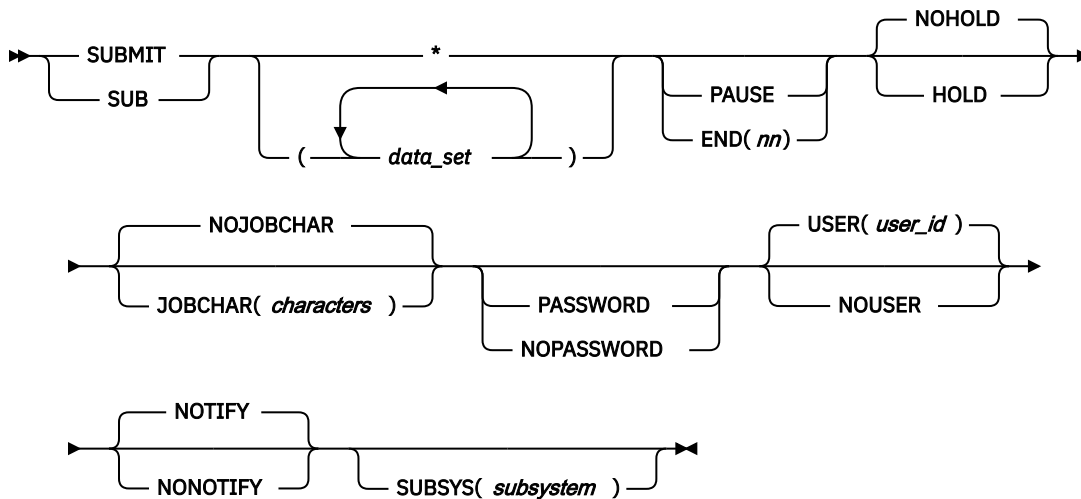 NOHOLD
SUBMIT * 
SUB PAUSE HOLD
END( nn)
( data_set )
NOJOBCHAR USER( user_id )
JOBCHAR( characters ) PASSWORD NOUSER
NOPASSWORD
NOTIFY
NONOTIFY SUBSYS( subsystem )